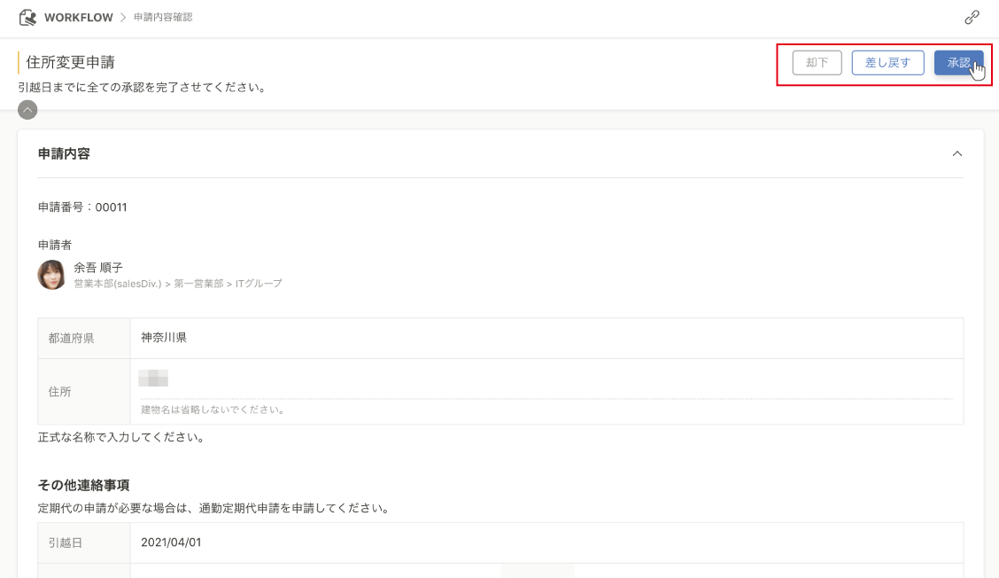 WORKFLOW > 申請内容確認
住所変更申請
却下 差し戻す 承認
引越日までに全ての承認を完了させてください。
申請内容
申請番号：00011
申請者
余吾 順子
営業本部(salesDiv.) > 第一営業部 > ITグループ
都道府県 神奈川県
住所
建物名は省略しないでください。
正式な名称で入力してください。
その他連絡事項
定期代の申請が必要な場合は、通勤定期代申請を申請してください。
引越日 2021/04/01